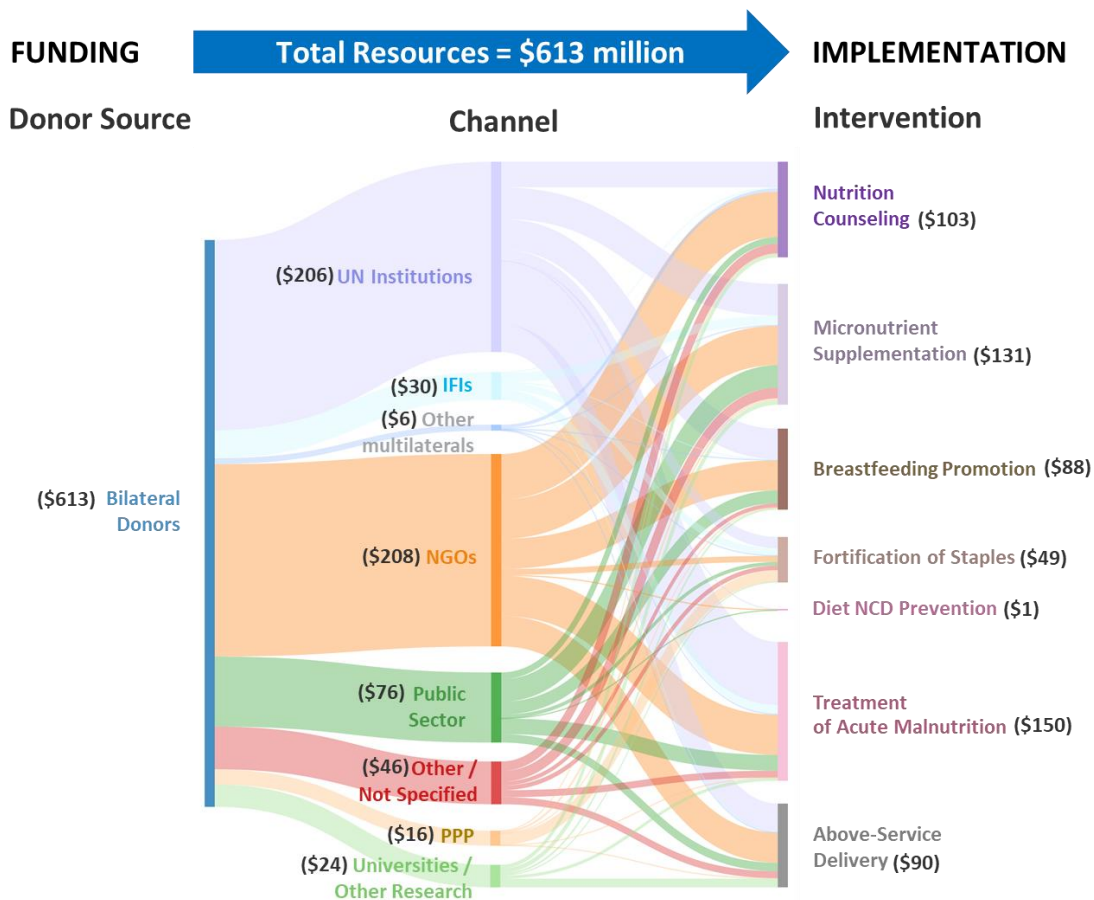 FUNDING
Total Resources = $613 million
IMPLEMENTATION
Donor Source
Channel
Intervention
($613) Bilateral
Donors
($206) UN Institutions
($30) IFIs
($6) Other
multilaterals
($208) NGOs
($76) Public
Sector
($46) Other /
Not Specified
($16) PPP
($24) Universities /
Other Research
Nutrition
Counseling ($103)
Micronutrient
Supplementation ($131)
Breastfeeding Promotion ($88)
Fortification of Staples ($49)
Diet NCD Prevention ($1)
Treatment
of Acute Malnutrition ($150)
Above-Service
Delivery ($90)